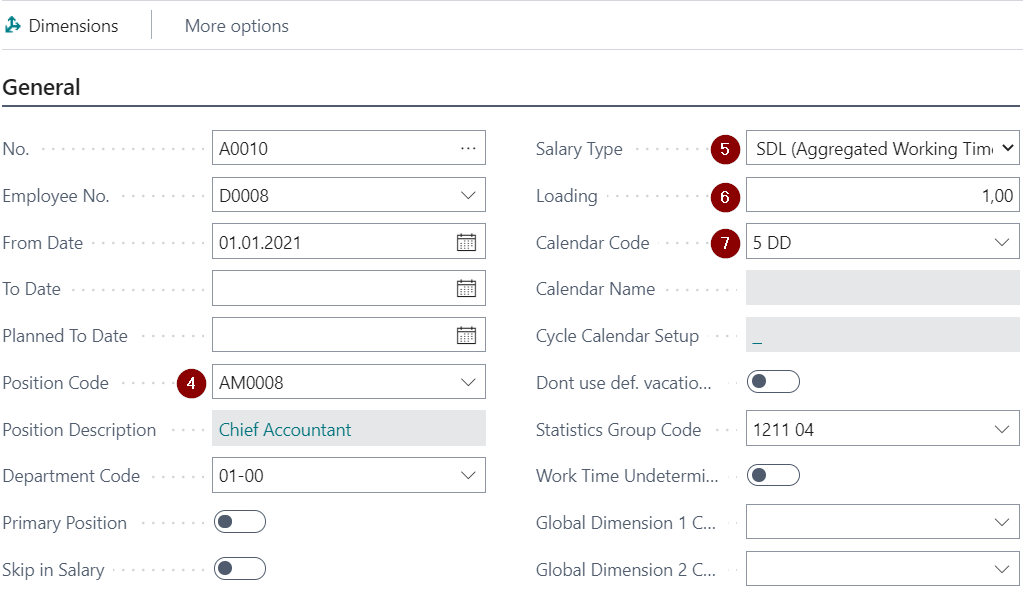 Dimensions
More options
General
No.
A0010
Employee No.
D0008
From Date
01.01.2021
To Date
Planned To Date
Position Code
4
AM0008
Position Description
Chief Accountant
Department Code
01-00
Primary Position
Skip in Salary
Salary Type
5
SDL (Aggregated Working Tim
Loading
6
1,00
Calendar Code
7
5 DD
Calendar Name
Cycle Calendar Setup
_
Dont use def. vacatio...
Statistics Group Code
1211 04
Work Time Undetermi...
Global Dimension 1 C...
Global Dimension 2 C...